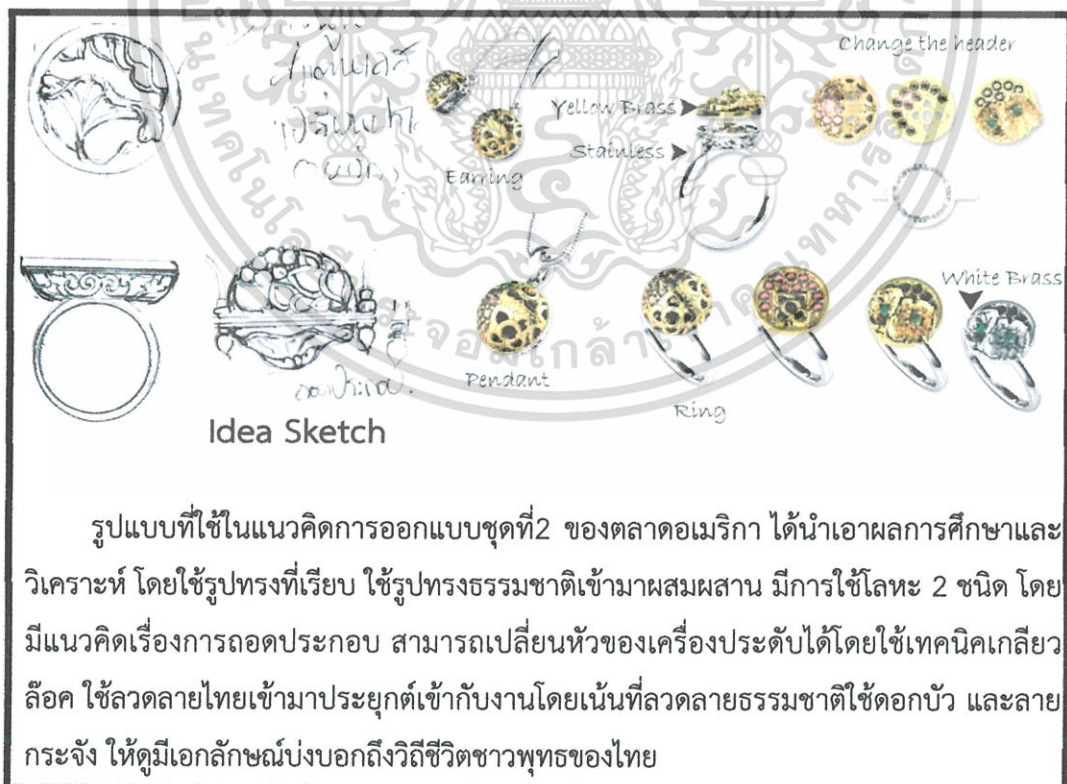 Change the header
สแตนเลส
Yellow Brass
Stainless
Earring
White Brass
Pendant
Ring
ถอดประกอบ
Idea Sketch
รูปแบบที่ใช้ในแนวคิดการออกแบบชุดที่2 ของตลาดอเมริกา ได้นำเอาผลการศึกษาและ
วิเคราะห์ โดยใช้รูปทรงที่เรียบ ใช้รูปทรงธรรมชาติเข้ามาผสมผสาน มีการใช้โลหะ 2 ชนิด โดย
มีแนวคิดเรื่องการถอดประกอบ สามารถเปลี่ยนหัวของเครื่องประดับได้โดยใช้เทคนิคเกลียว
ล๊อค ใช้ลวดลายไทยเข้ามาประยุกต์เข้ากับงานโดยเน้นที่ลวดลายธรรมชาติใช้ดอกบัว และลาย
กระจัง ให้ดูมีเอกลักษณ์บ่งบอกถึงวิถีชีวิตชาวพุทธของไทย